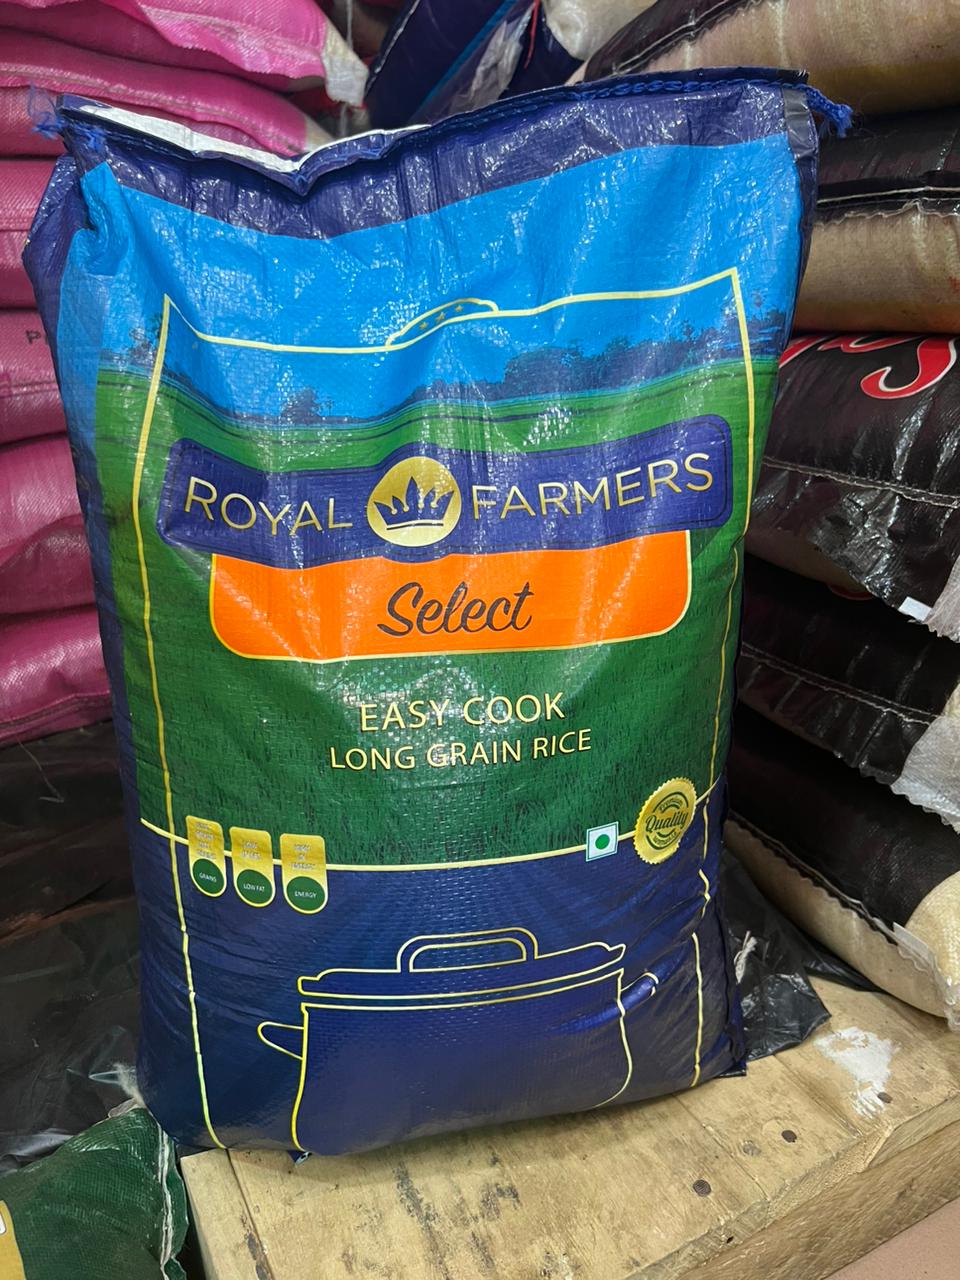 ROYAL FARMERS
Select
EASY COOK
LONG GRAIN RICE
Quality
GRAINS
LOW FAT
ENERGY